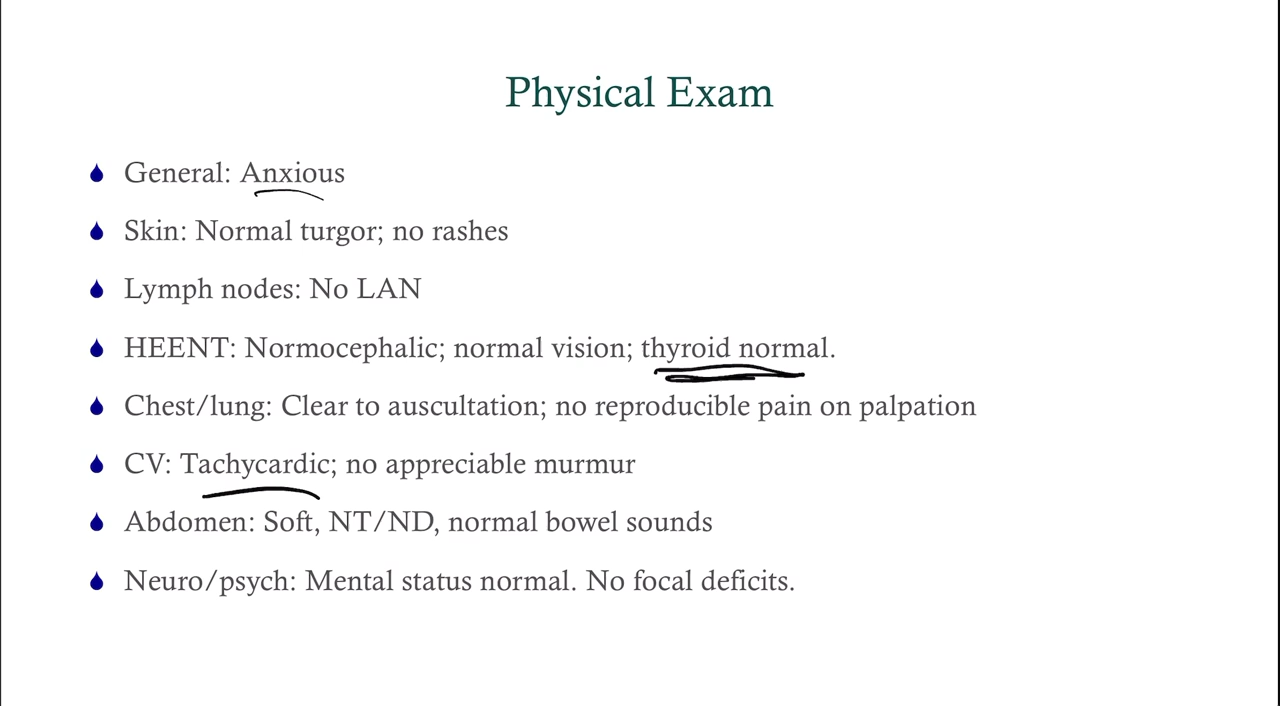 Physical Exam
General: Anxious
Skin: Normal turgor; no rashes
Lymph nodes: No LAN
HEENT: Normocephalic; normal vision; thyroid normal.
Chest/lung: Clear to auscultation; no reproducible pain on palpation
CV: Tachycardic; no appreciable murmur
Abdomen: Soft, NT/ND, normal bowel sounds
Neuro/psych: Mental status normal. No focal deficits.